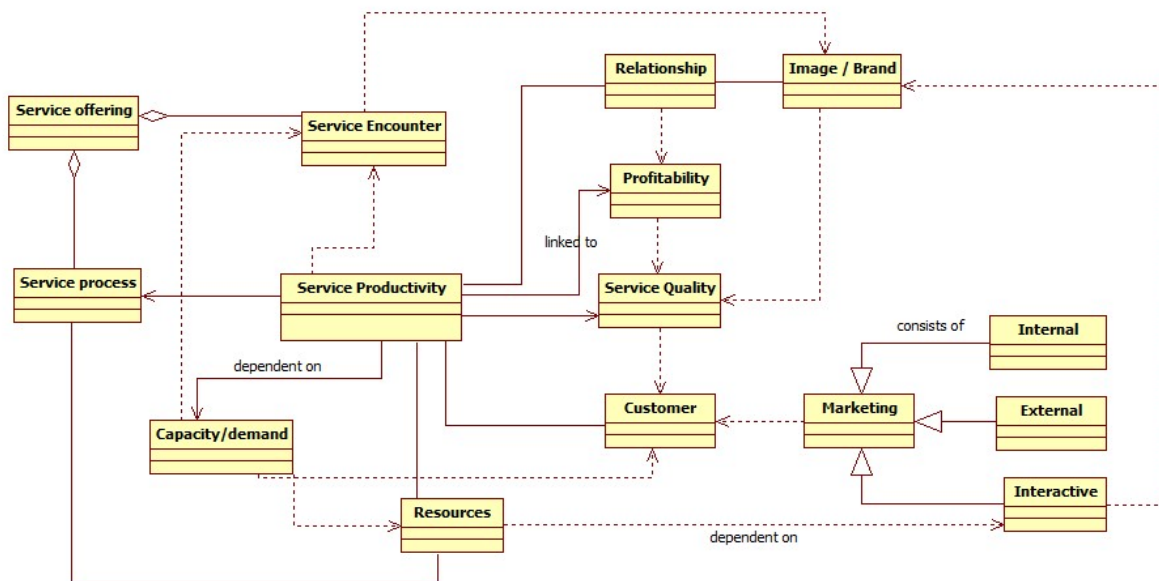 Relationship
Image / Brand
Service offering
Service Encounter
Profitability
linked to
Service process
Service Productivity
Service Quality
consists of
Internal
dependent on
Customer
Marketing
External
Capacity/demand
Interactive
Resources
dependent on